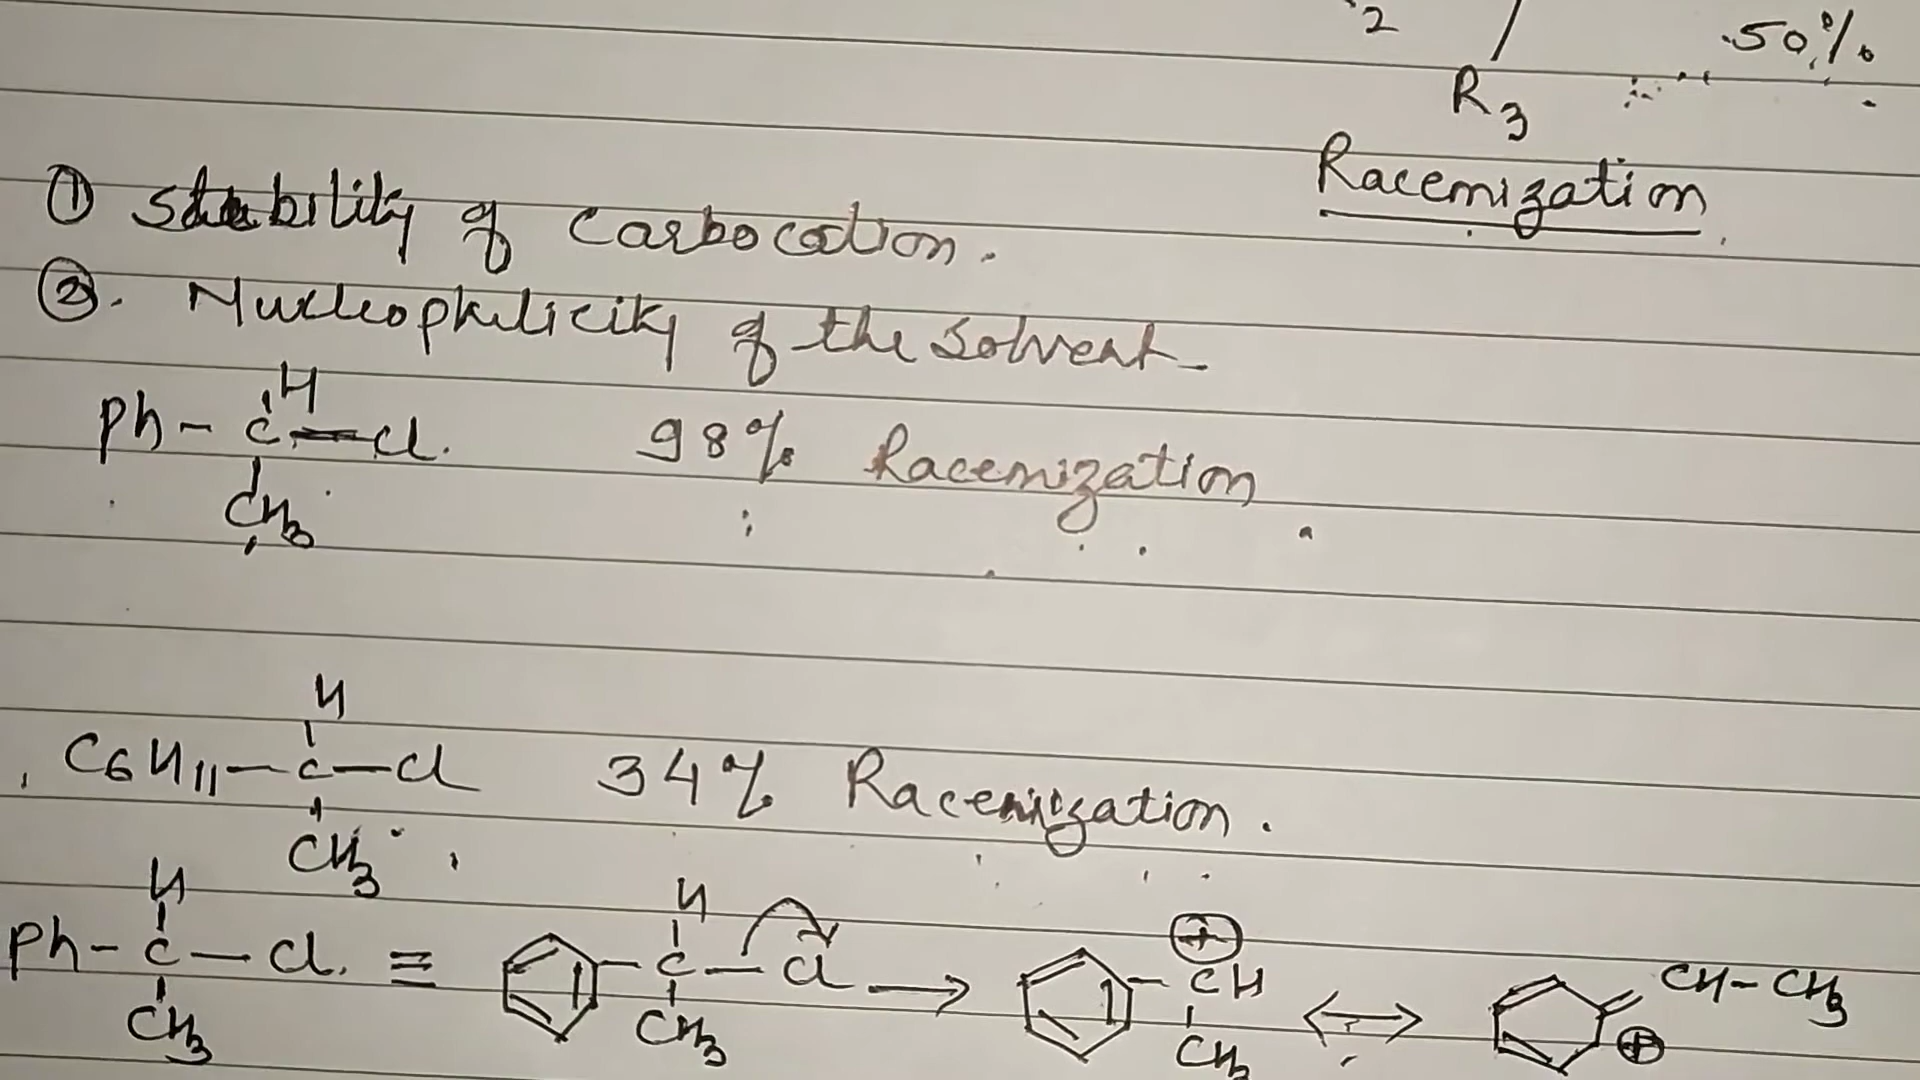 2 / 50%
R3
Racemization
① Stability of Carbocation.
②. Nucleophilicity of the Solvent-
H
Ph - C - Cl. 98% Racemization
CH3
H
C6H11 - C - Cl 34% Racemization.
CH3
H H ⊕
Ph - C - Cl. ≡ - C - Cl → - CH ↔ CH - CH3
CH3 CH3 CH3 ⊕